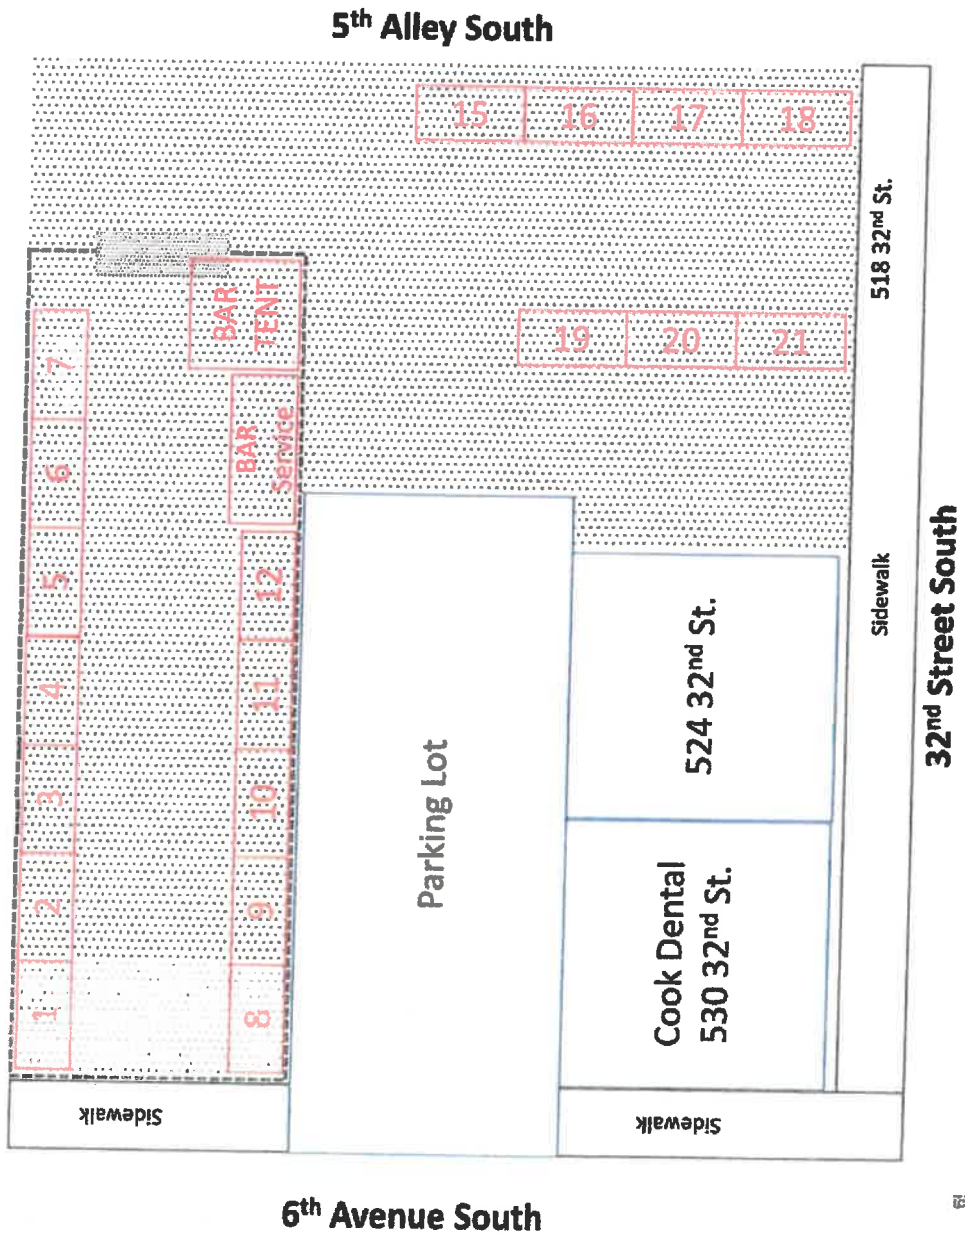 5th Alley South
15
16
17
18
518 32nd St.
BAR
TENT
7
19
20
21
BAR
Service
6
5
12
Sidewalk
32nd Street South
4
11
524 32nd St.
3
10
Parking Lot
2
9
Cook Dental
530 32nd St.
1
8
Sidewalk
Sidewalk
6th Avenue South